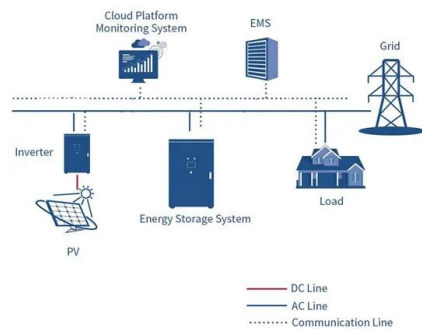 Cloud Platform
Monitoring System
EMS
Grid
Inverter
Energy Storage System
Load
PV
DC Line
AC Line
Communication Line